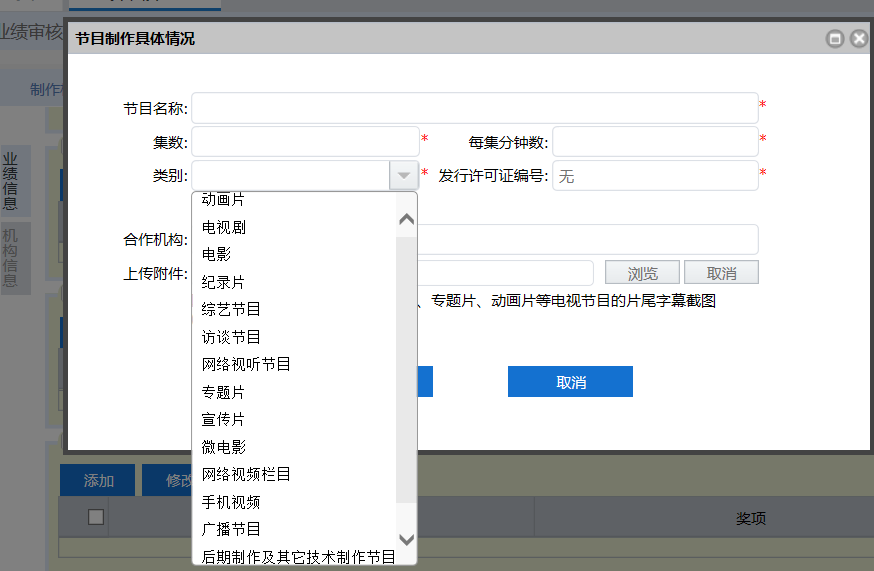 业绩审核
节目制作具体情况
制作
业绩信息
机构信息
节目名称: *
集数: * 每集分钟数: *
类别: * 发行许可证编号: 无 *
动画片
电视剧
合作机构:
电影
上传附件: 浏览 取消
纪录片
、专题片、动画片等电视节目的片尾字幕截图
综艺节目
访谈节目
网络视听节目
取消
专题片
宣传片
微电影
网络视频栏目
添加 修改
手机视频
奖项
广播节目
后期制作及其它技术制作节目